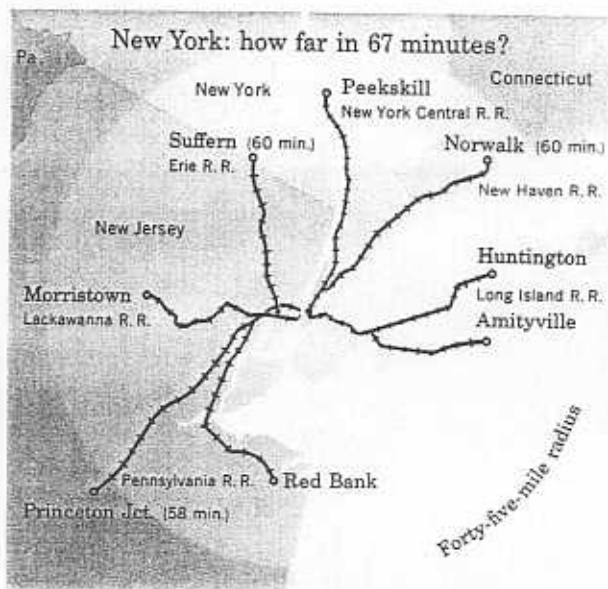 New York: how far in 67 minutes?
Pa.
Connecticut
New York
Peekskill
New York Central R. R.
Suffern (60 min.)
Erie R. R.
Norwalk (60 min.)
New Haven R. R.
New Jersey
Huntington
Long Island R. R.
Morristown
Lackawanna R. R.
Amityville
Pennsylvania R. R.
Red Bank
Princeton Jct. (58 min.)
Forty-five-mile radius